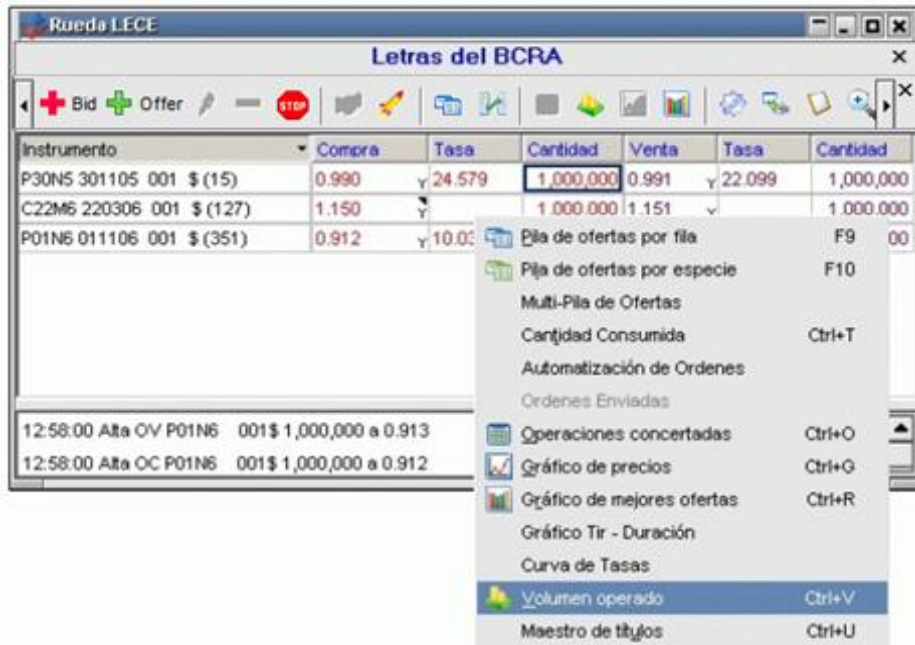 Rueda LECE
Letras del BCRA
Bid Offer STOP
Instrumento Compra Tasa Cantidad Venta Tasa Cantidad
P30N5 301105 001 $ (15) 0.990 Y 24.579 1,000,000 0.991 Y 22.099 1,000,000
C22M6 220306 001 $ (127) 1.150 Y 1.000.000 1.151 Y 1.000.000
P01N6 011106 001 $ (351) 0.912 Y 10.03 00
Pila de ofertas por fila F9
Pila de ofertas por especie F10
Multi-Pila de Ofertas
Cantidad Consumida Ctrl+T
Automatización de Ordenes
Ordenes Enviadas
Operaciones concertadas Ctrl+O
Gráfico de precios Ctrl+G
Gráfico de mejores ofertas Ctrl+R
Gráfico Tir - Duración
Curva de Tasas
Volumen operado Ctrl+V
Maestro de títulos Ctrl+U
12:58:00 Alta OV P01N6 001$ 1,000,000 a 0.913
12:58:00 Alta OC P01N6 001$ 1,000,000 a 0.912